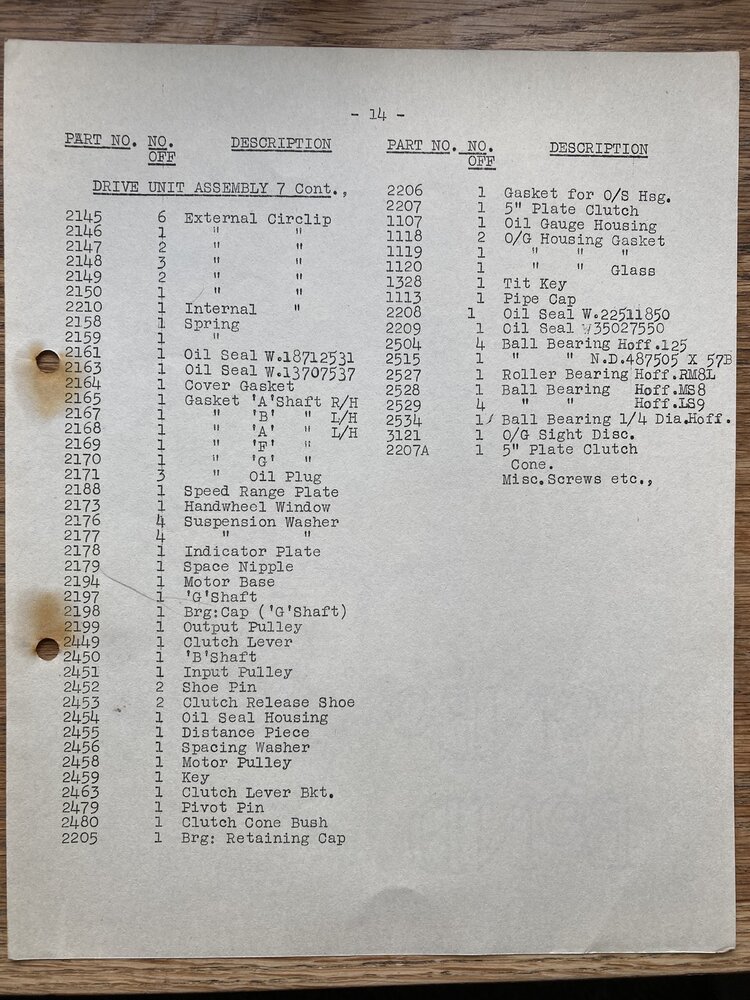 - 14 -
PART NO. NO. OFF DESCRIPTION
DRIVE UNIT ASSEMBLY 7 Cont.,
2145 6 External Circlip
2146 1 " "
2147 2 " "
2148 3 " "
2149 2 " "
2150 1 " "
2210 1 Internal "
2158 1 Spring
2159 1 "
2161 1 Oil Seal W.18712531
2163 1 Oil Seal W.13707537
2164 1 Cover Gasket
2165 1 Gasket 'A'Shaft R/H
2167 1 " 'B' " L/H
2168 1 " 'A' " L/H
2169 1 " 'F' "
2170 1 " 'G' "
2171 3 " Oil Plug
2188 1 Speed Range Plate
2173 1 Handwheel Window
2176 4 Suspension Washer
2177 4 " "
2178 1 Indicator Plate
2179 1 Space Nipple
2194 1 Motor Base
2197 1 'G'Shaft
2198 1 Brg:Cap ('G'Shaft)
2199 1 Output Pulley
2449 1 Clutch Lever
2450 1 'B'Shaft
2451 1 Input Pulley
2452 2 Shoe Pin
2453 2 Clutch Release Shoe
2454 1 Oil Seal Housing
2455 1 Distance Piece
2456 1 Spacing Washer
2458 1 Motor Pulley
2459 1 Key
2463 1 Clutch Lever Bkt.
2479 1 Pivot Pin
2480 1 Clutch Cone Bush
2205 1 Brg: Retaining Cap
PART NO. NO. OFF DESCRIPTION
2206 1 Gasket for O/S Hsg.
2207 1 5" Plate Clutch
1107 1 Oil Gauge Housing
1118 2 O/G Housing Gasket
1119 1 " " "
1120 1 " " Glass
1328 1 Tit Key
1113 1 Pipe Cap
2208 1 Oil Seal W.22511850
2209 1 Oil Seal W35027550
2504 4 Ball Bearing Hoff.125
2515 1 " " N.D.487505 X 57B
2527 1 Roller Bearing Hoff.RM8L
2528 1 Ball Bearing Hoff.MS8
2529 4 " " Hoff.LS9
2534 1/ Ball Bearing 1/4 Dia.Hoff.
3121 1 O/G Sight Disc.
2207A 1 5" Plate Clutch
Cone.
Misc.Screws etc.,